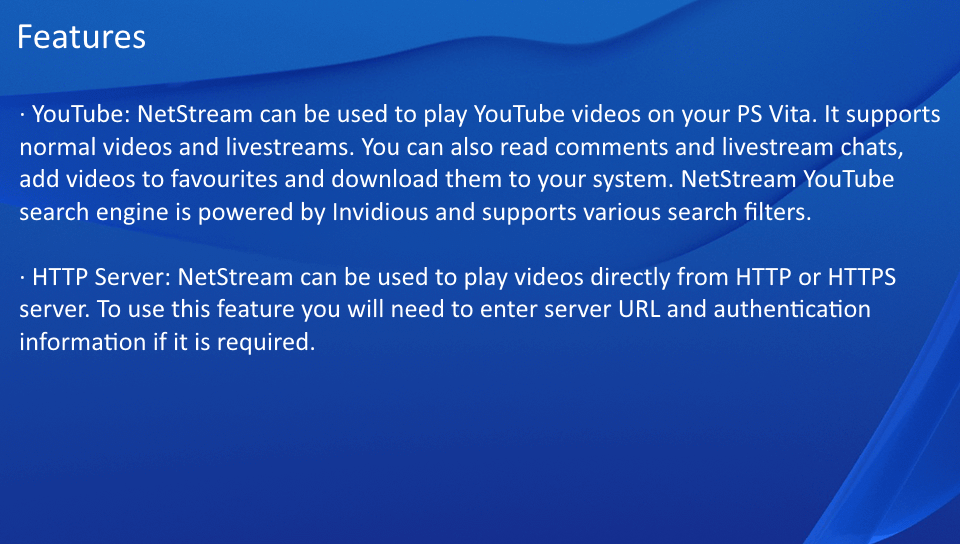 Features
· YouTube: NetStream can be used to play YouTube videos on your PS Vita. It supports
normal videos and livestreams. You can also read comments and livestream chats,
add videos to favourites and download them to your system. NetStream YouTube
search engine is powered by Invidious and supports various search filters.
· HTTP Server: NetStream can be used to play videos directly from HTTP or HTTPS
server. To use this feature you will need to enter server URL and authentication
information if it is required.